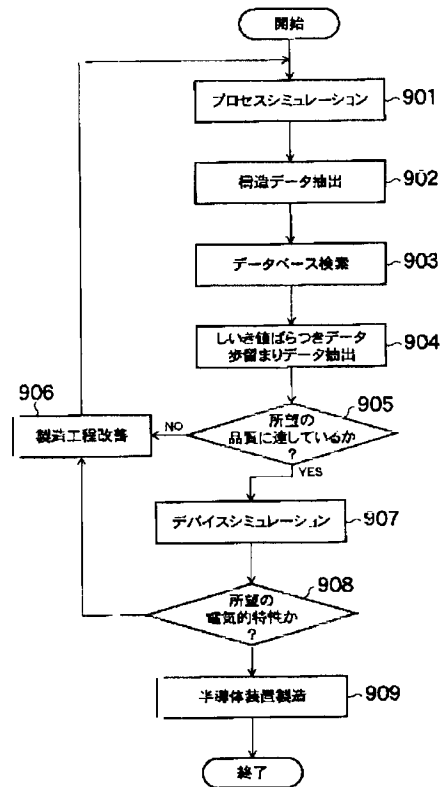 開始
プロセスシミュレーション
901
構造データ抽出
902
データベース検索
903
しいき値ばらつきデータ
歩留まりデータ抽出
904
905
所望の
品質に達しているか
?
NO
YES
906
製造工程改善
デバイスシミュレーション
907
908
所望の
電気的特性か
?
半導体装置製造
909
終了